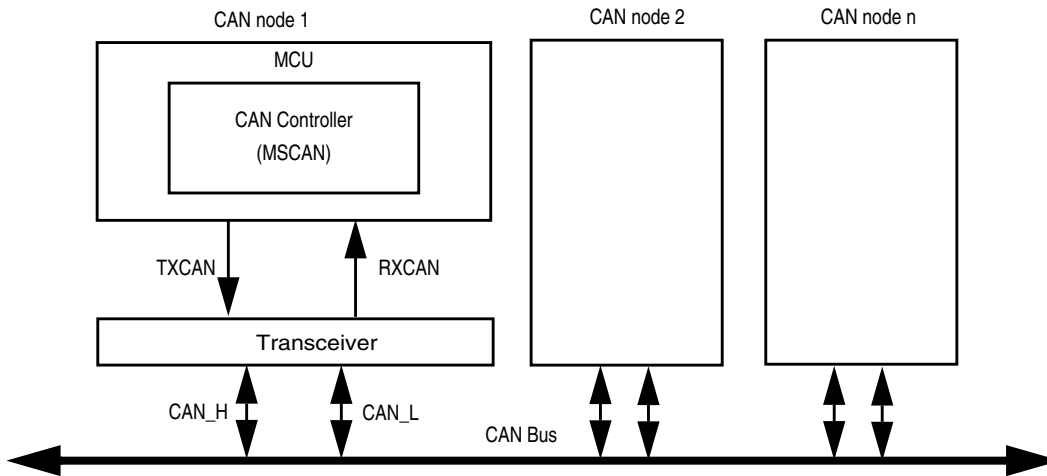 CAN node 1
CAN node 2
CAN node n
MCU
CAN Controller
(MSCAN)
TXCAN
RXCAN
Transceiver
CAN_H
CAN_L
CAN Bus